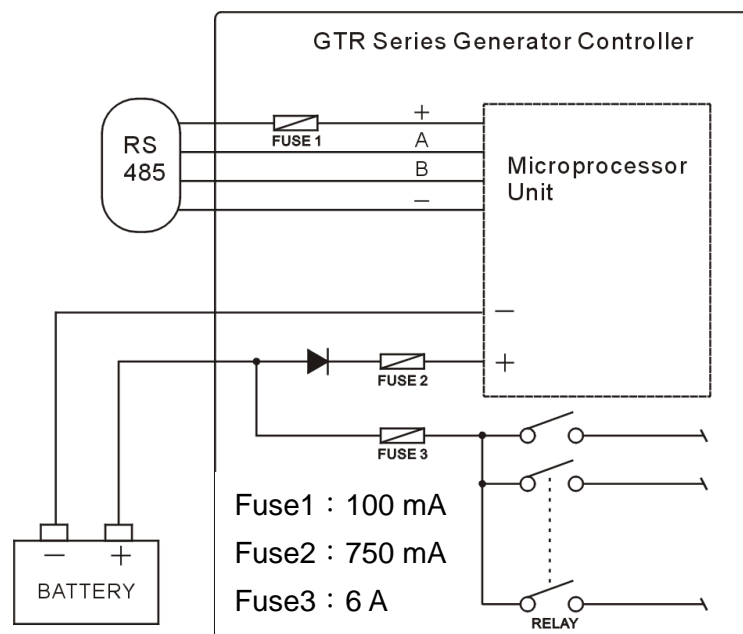 GTR Series Generator Controller
RS
485
FUSE 1
+
A
B
−
Microprocessor
Unit
−
+
FUSE 2
FUSE 3
Fuse1：100 mA
Fuse2：750 mA
Fuse3：6 A
− +
BATTERY
RELAY